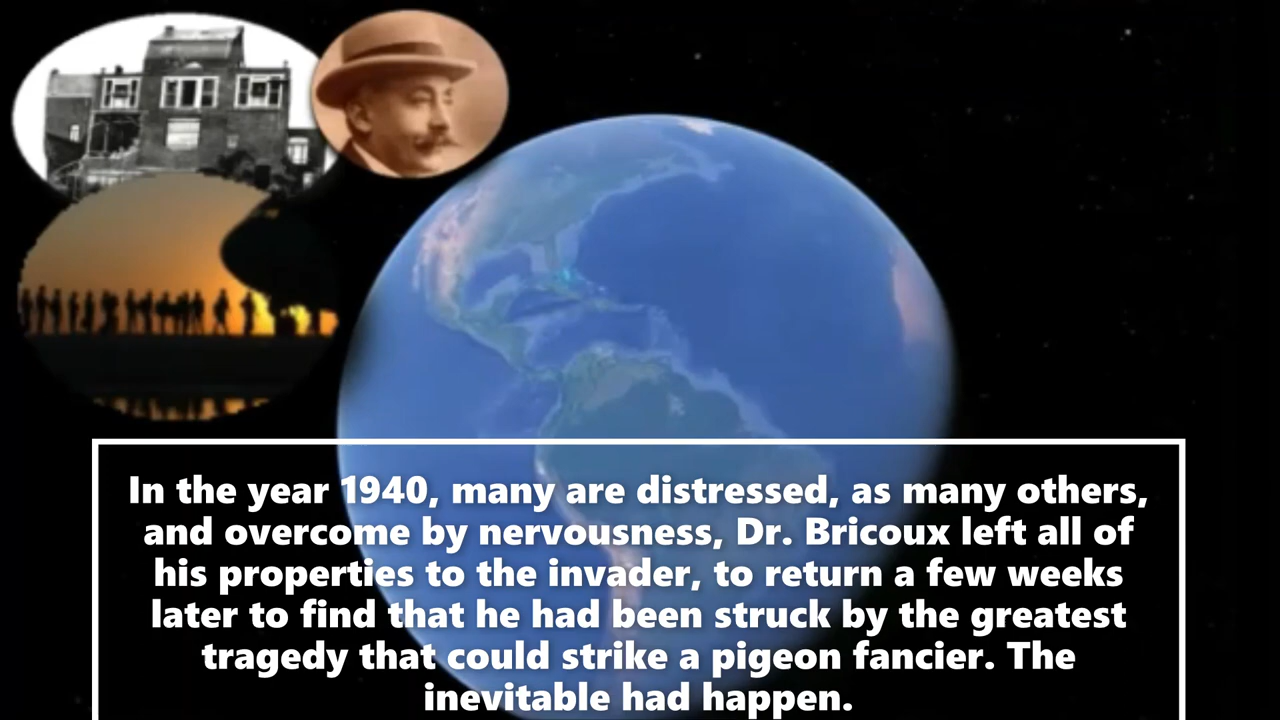 In the year 1940, many are distressed, as many others,
and overcome by nervousness, Dr. Bricoux left all of
his properties to the invader, to return a few weeks
later to find that he had been struck by the greatest
tragedy that could strike a pigeon fancier. The
inevitable had happen.